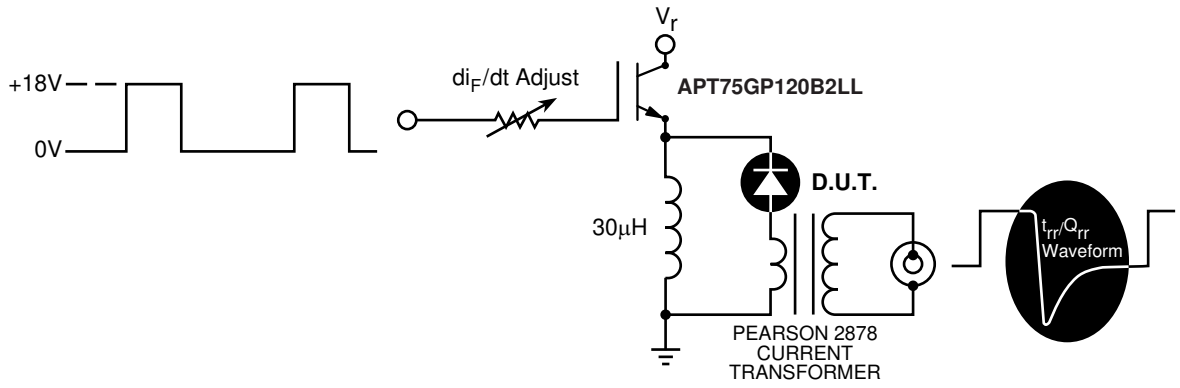 Vr
+18V
diF/dt Adjust
APT75GP120B2LL
0V
D.U.T.
30μH
trr/Qrr
Waveform
PEARSON 2878
CURRENT
TRANSFORMER